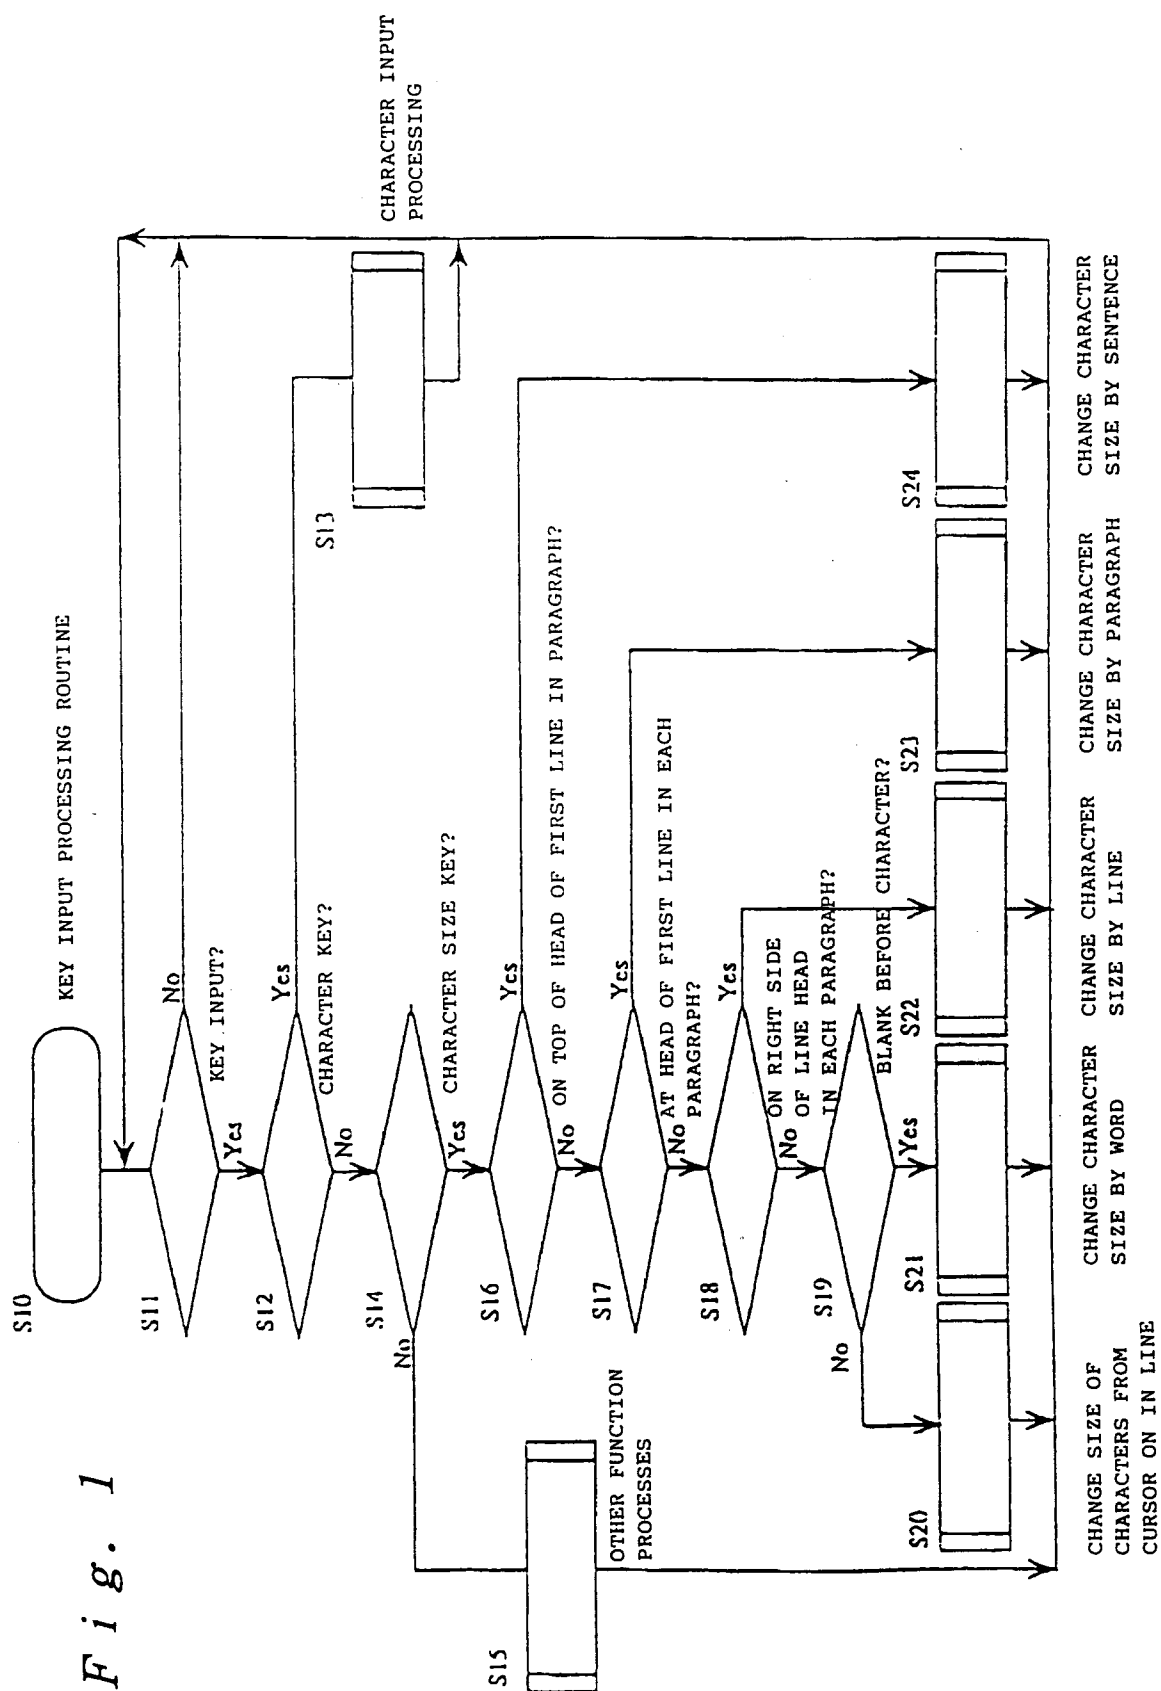 Fig. 1
S10
KEY INPUT PROCESSING ROUTINE
S11
No
KEY INPUT?
Yes
S12
Yes
CHARACTER KEY?
No
S13
CHARACTER INPUT
PROCESSING
S14
No
CHARACTER SIZE KEY?
Yes
S15
OTHER FUNCTION
PROCESSES
S16
Yes
ON TOP OF HEAD OF FIRST LINE IN PARAGRAPH?
No
S17
Yes
AT HEAD OF FIRST LINE IN EACH
PARAGRAPH?
No
S18
Yes
ON RIGHT SIDE
OF LINE HEAD
IN EACH PARAGRAPH?
No
S19
No
BLANK BEFORE CHARACTER?
Yes
S20
CHANGE SIZE OF
CHARACTERS FROM
CURSOR ON IN LINE
S21
CHANGE CHARACTER
SIZE BY WORD
S22
CHANGE CHARACTER
SIZE BY LINE
S23
CHANGE CHARACTER
SIZE BY PARAGRAPH
S24
CHANGE CHARACTER
SIZE BY SENTENCE